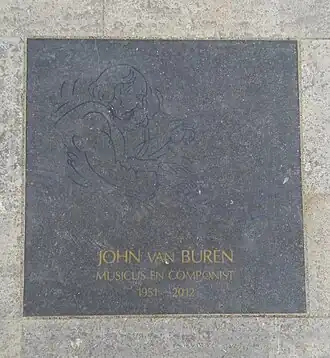 JOHN VAN BUREN
MUSICUS EN COMPONIST
1951 - 2012